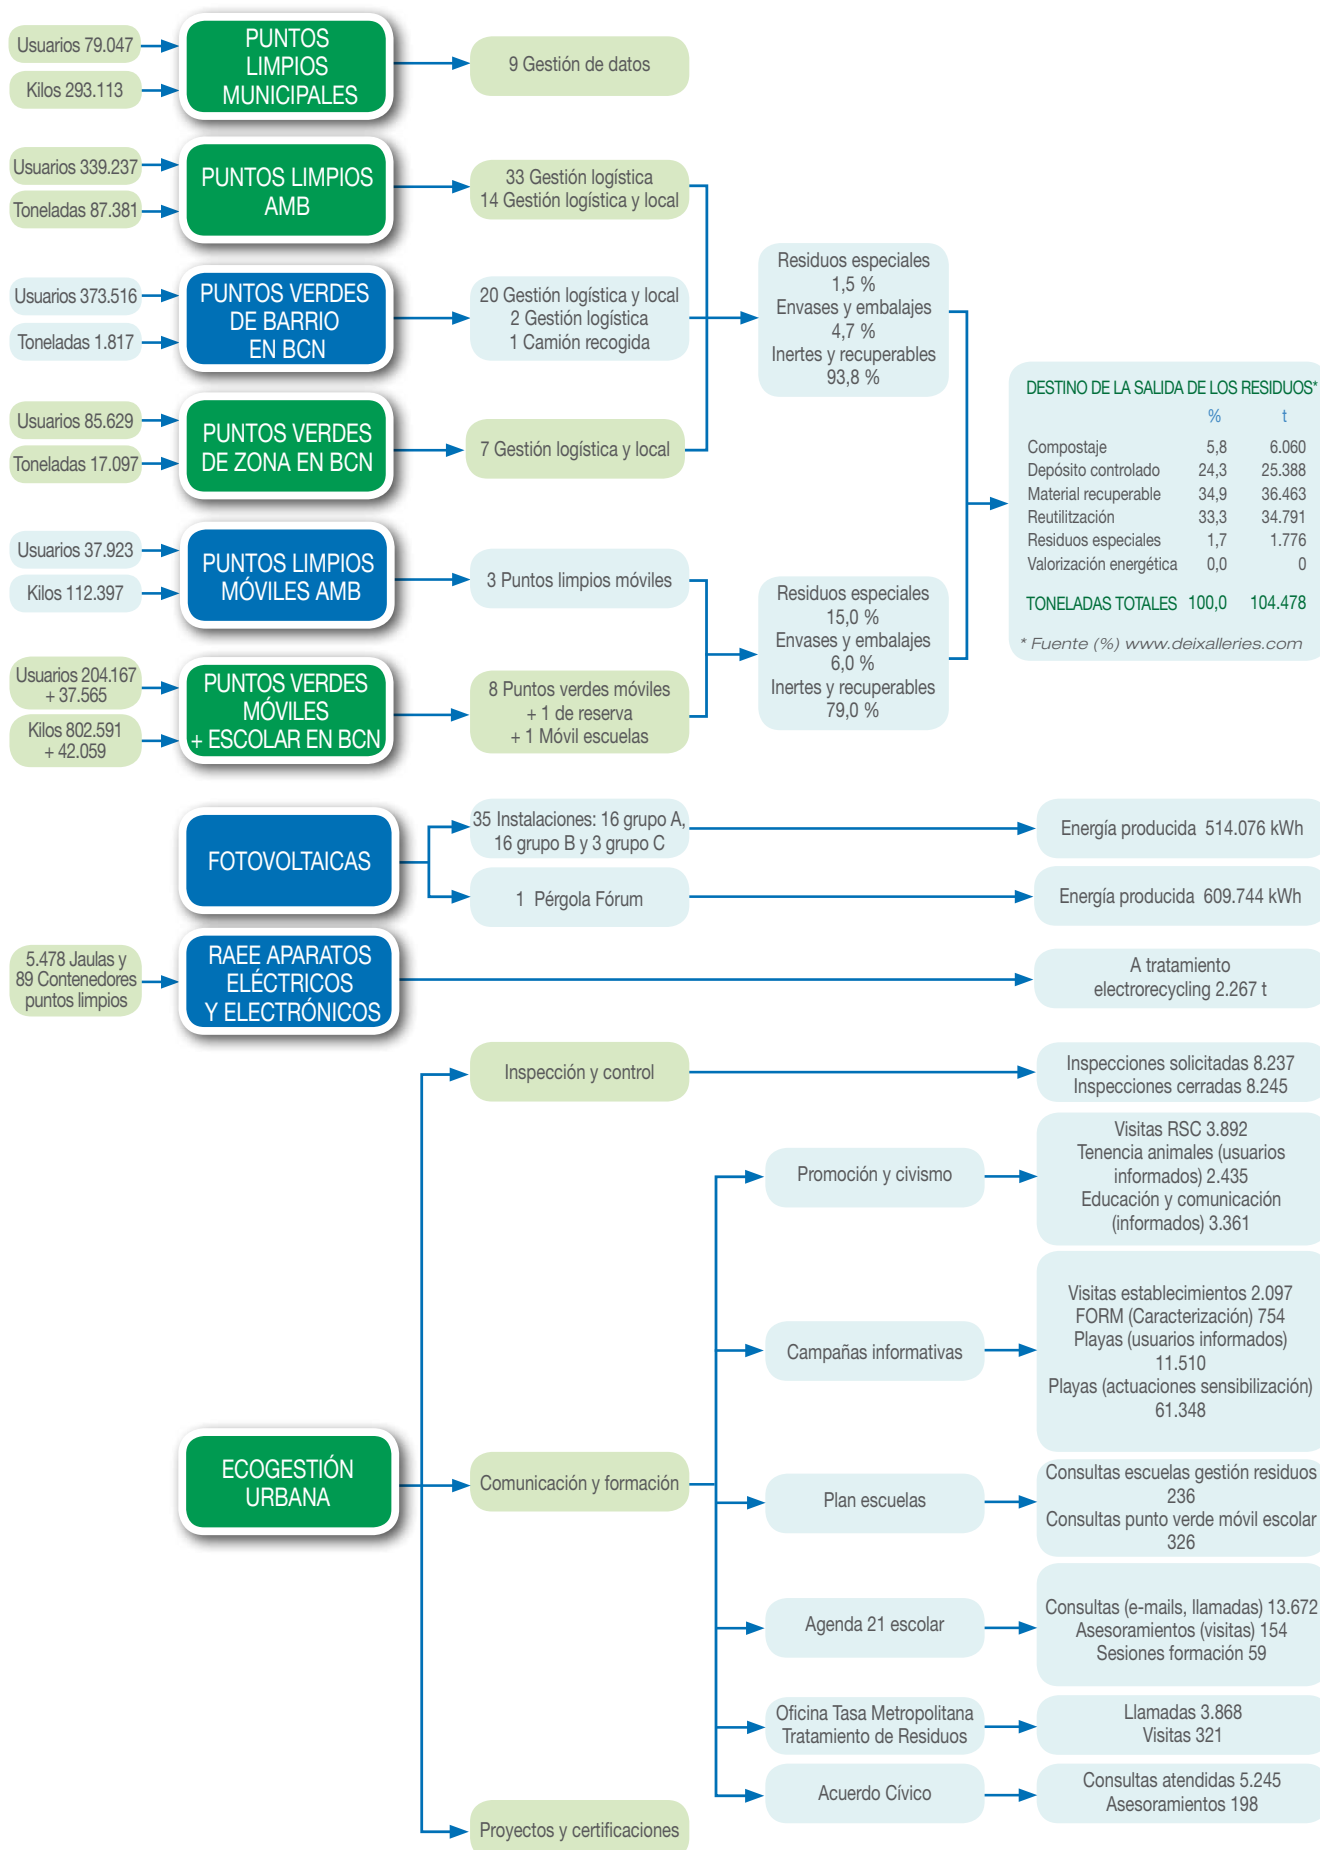 Usuarios 79.047
Kilos 293.113
PUNTOS
LIMPIOS
MUNICIPALES
9 Gestión de datos
Usuarios 339.237
Toneladas 87.381
PUNTOS LIMPIOS
AMB
33 Gestión logística
14 Gestión logística y local
Usuarios 373.516
Toneladas 1.817
PUNTOS VERDES
DE BARRIO
EN BCN
20 Gestión logística y local
2 Gestión logística
1 Camión recogida
Usuarios 85.629
Toneladas 17.097
PUNTOS VERDES
DE ZONA EN BCN
7 Gestión logística y local
Residuos especiales
1,5 %
Envases y embalajes
4,7 %
Inertes y recuperables
93,8 %
Usuarios 37.923
Kilos 112.397
PUNTOS LIMPIOS
MÓVILES AMB
3 Puntos limpios móviles
Usuarios 204.167
+ 37.565
Kilos 802.591
+ 42.059
PUNTOS VERDES
MÓVILES
+ ESCOLAR EN BCN
8 Puntos verdes móviles
+ 1 de reserva
+ 1 Móvil escuelas
Residuos especiales
15,0 %
Envases y embalajes
6,0 %
Inertes y recuperables
79,0 %
DESTINO DE LA SALIDA DE LOS RESIDUOS*
% t
Compostaje 5,8 6.060
Depósito controlado 24,3 25.388
Material recuperable 34,9 36.463
Reutilitzación 33,3 34.791
Residuos especiales 1,7 1.776
Valorización energética 0,0 0
TONELADAS TOTALES 100,0 104.478
* Fuente (%) www.deixalleries.com
FOTOVOLTAICAS
35 Instalaciones: 16 grupo A,
16 grupo B y 3 grupo C
Energía producida 514.076 kWh
1 Pérgola Fórum
Energía producida 609.744 kWh
5.478 Jaulas y
89 Contenedores
puntos limpios
RAEE APARATOS
ELÉCTRICOS
Y ELECTRÓNICOS
A tratamiento
electrorecycling 2.267 t
ECOGESTIÓN
URBANA
Inspección y control
Inspecciones solicitadas 8.237
Inspecciones cerradas 8.245
Comunicación y formación
Promoción y civismo
Visitas RSC 3.892
Tenencia animales (usuarios
informados) 2.435
Educación y comunicación
(informados) 3.361
Campañas informativas
Visitas establecimientos 2.097
FORM (Caracterización) 754
Playas (usuarios informados)
11.510
Playas (actuaciones sensibilización)
61.348
Plan escuelas
Consultas escuelas gestión residuos
236
Consultas punto verde móvil escolar
326
Agenda 21 escolar
Consultas (e-mails, llamadas) 13.672
Asesoramientos (visitas) 154
Sesiones formación 59
Oficina Tasa Metropolitana
Tratamiento de Residuos
Llamadas 3.868
Visitas 321
Acuerdo Cívico
Consultas atendidas 5.245
Asesoramientos 198
Proyectos y certificaciones